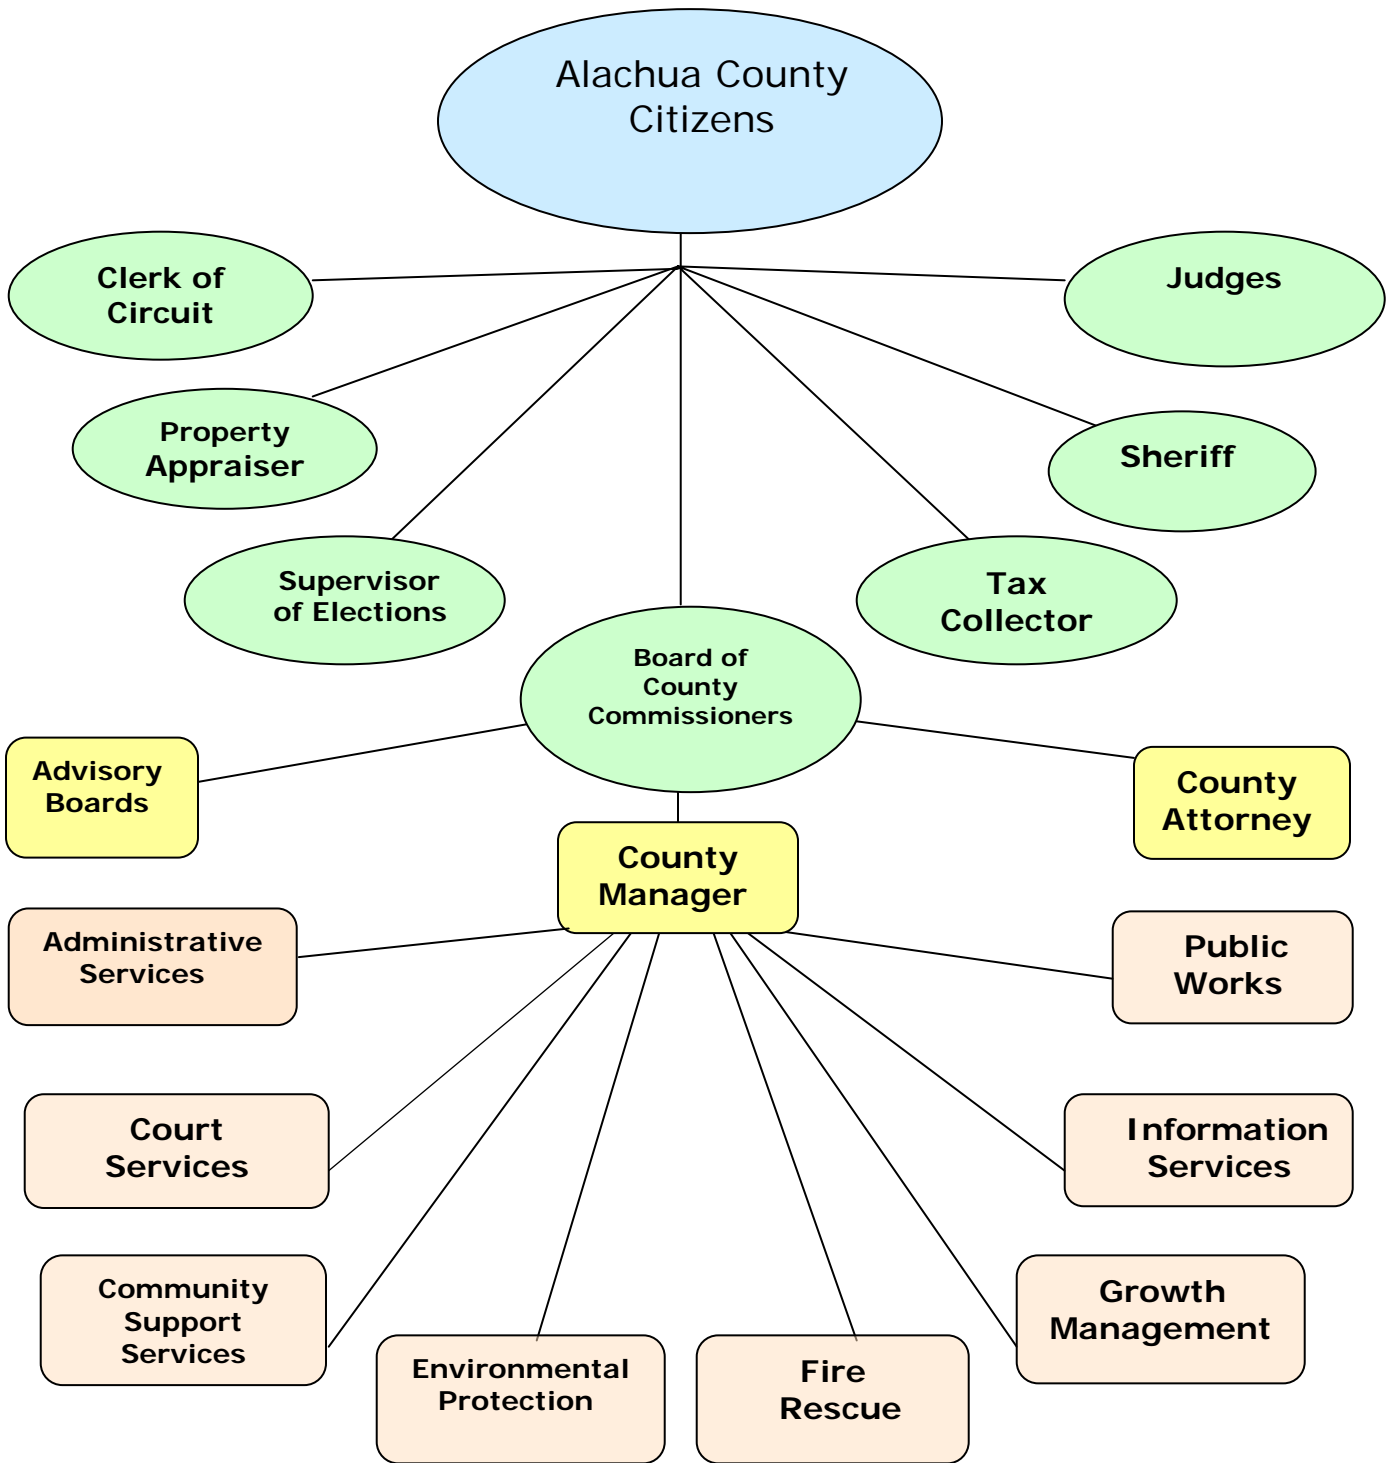 Alachua County
Citizens
Clerk of
Circuit
Judges
Property
Appraiser
Sheriff
Supervisor
of Elections
Tax
Collector
Board of
County
Commissioners
Advisory
Boards
County
Attorney
County
Manager
Administrative
Services
Public
Works
Court
Services
Information
Services
Community
Support
Services
Growth
Management
Environmental
Protection
Fire
Rescue